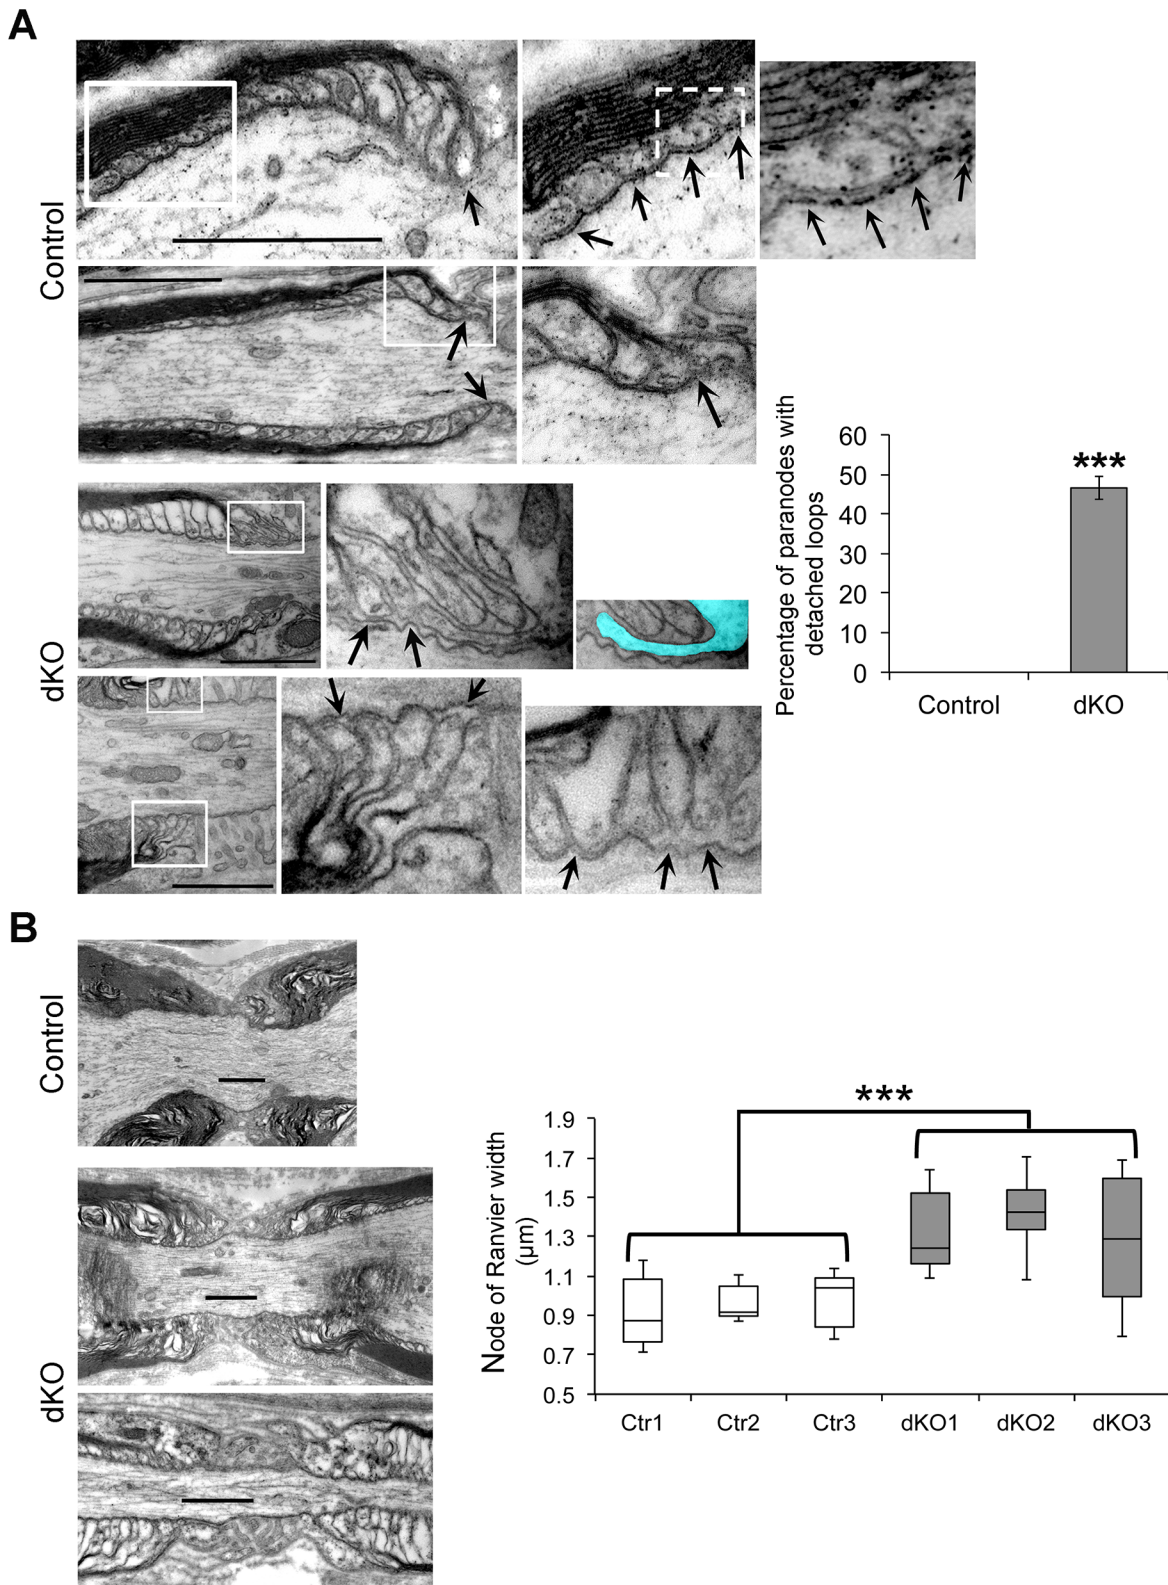 A
Control
dKO
Percentage of paranodes with
detached loops
60
50
40
30
20
10
0
***
Control
dKO
B
Control
dKO
Node of Ranvier width
(µm)
1.9
1.7
1.5
1.3
1.1
0.9
0.7
0.5
***
Ctr1
Ctr2
Ctr3
dKO1
dKO2
dKO3